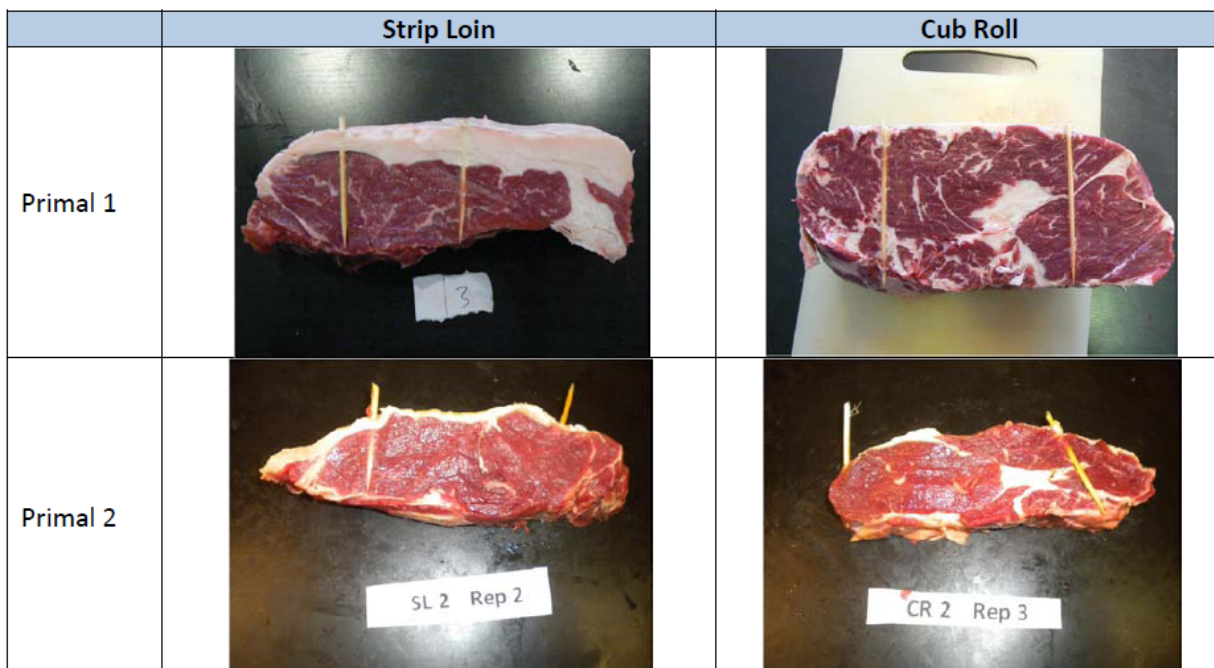 Strip Loin
Cub Roll
Primal 1
3
Primal 2
SL 2 Rep 2
CR 2 Rep 3